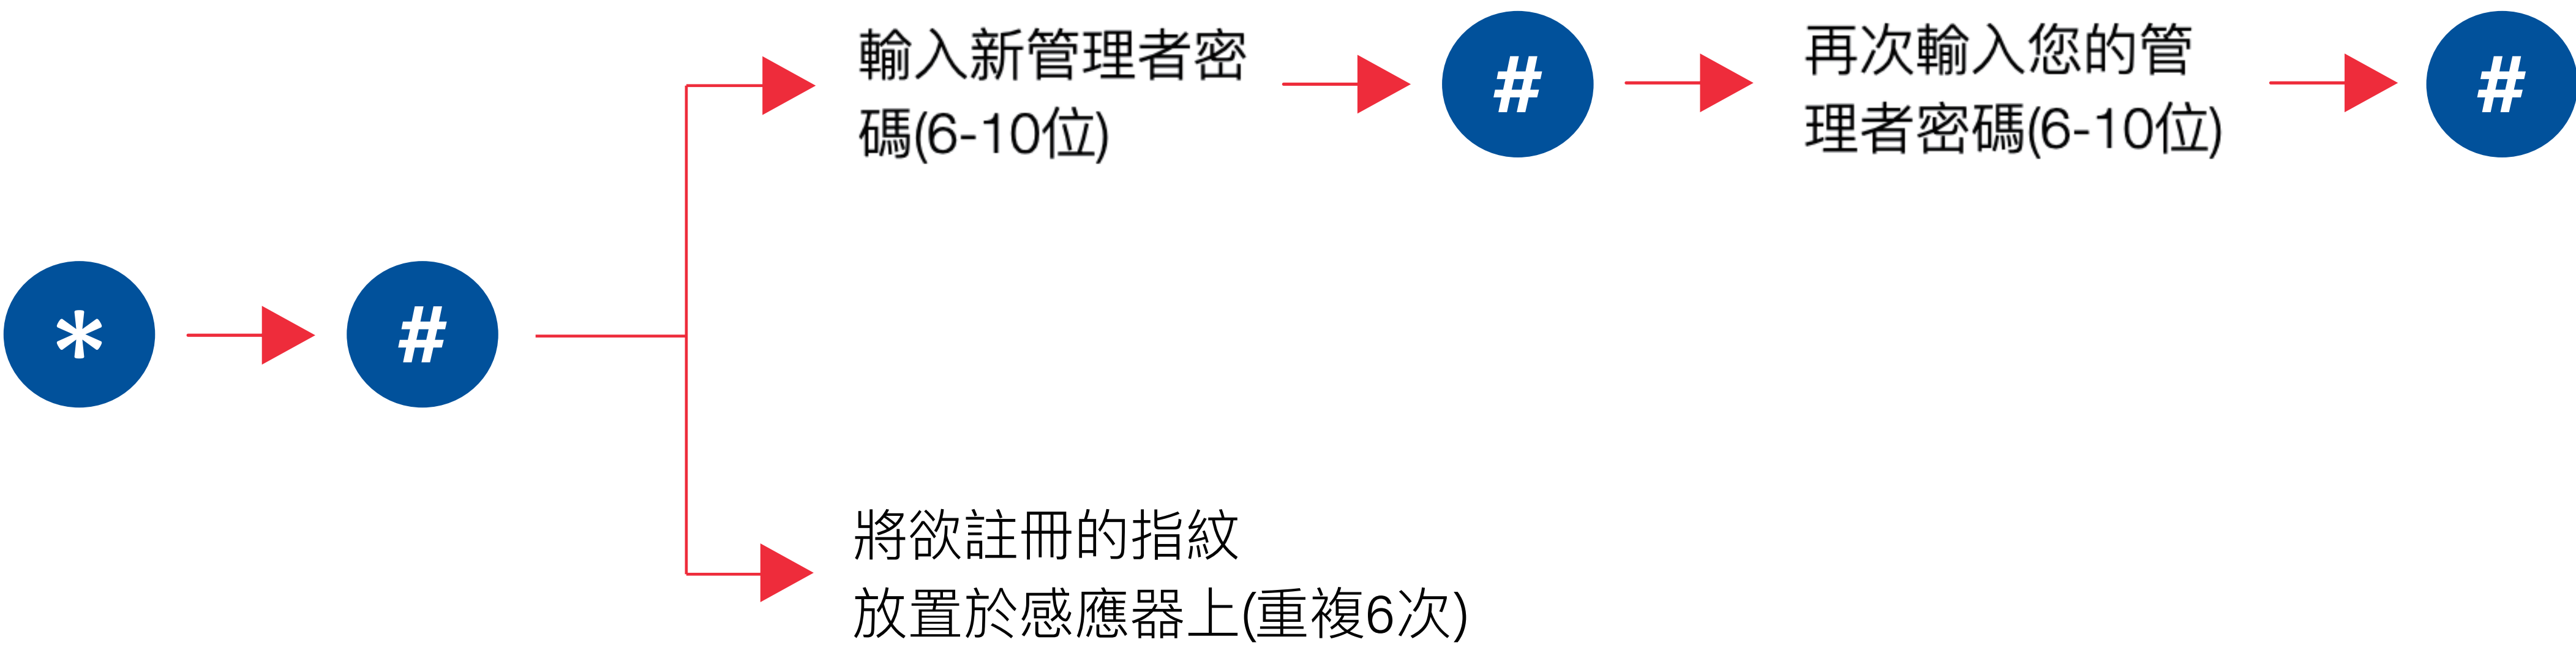 輸入新管理者密
碼(6-10位)
#
再次輸入您的管
理者密碼(6-10位)
#
*
#
將欲註冊的指紋
放置於感應器上(重複6次)